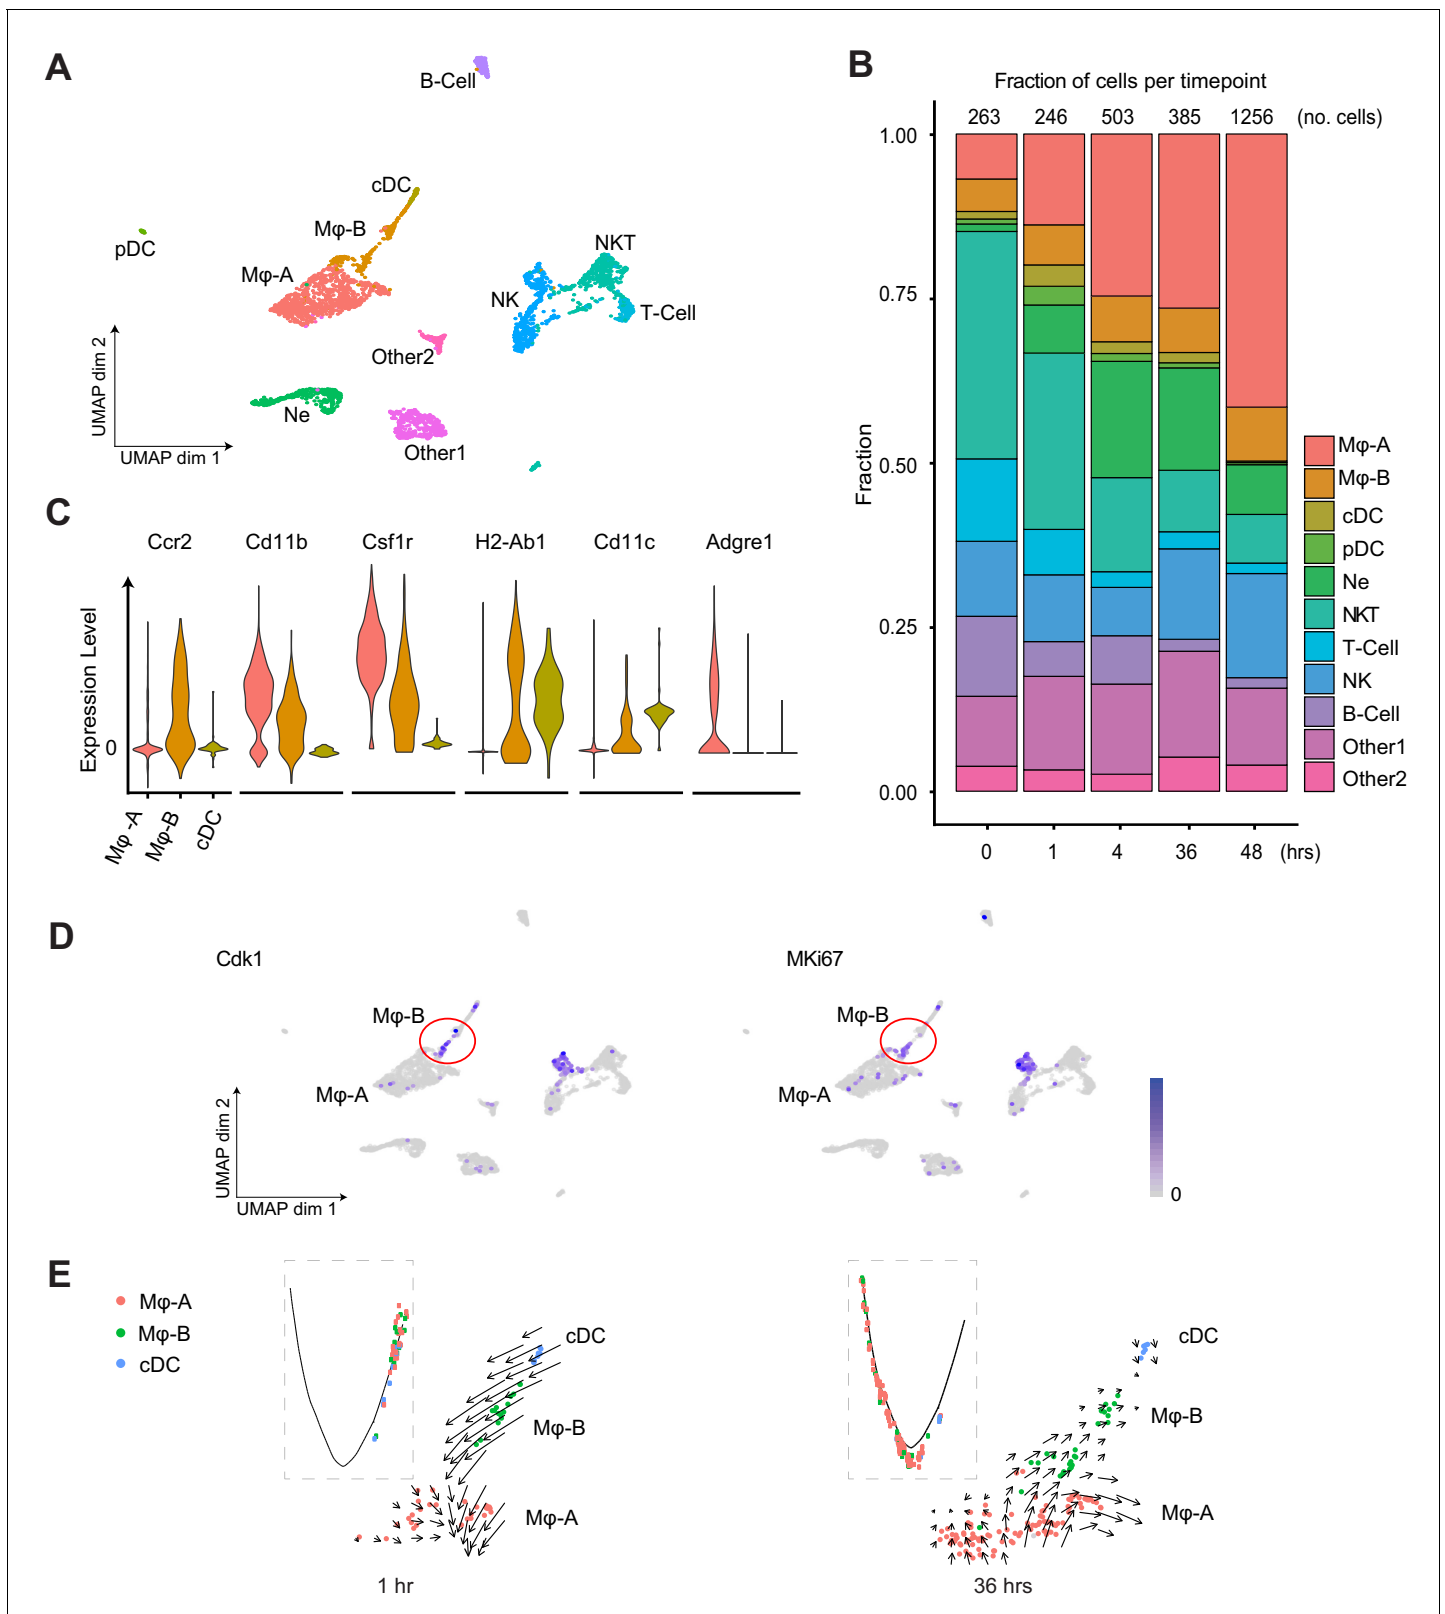 A
B-Cell
cDC
Mφ-B
pDC
Mφ-A
NKT
NK
T-Cell
Other2
Ne
Other1
UMAP dim 2
UMAP dim 1
B
Fraction of cells per timepoint
263 246 503 385 1256 (no. cells)
1.00
0.75
0.50
0.25
0.00
Fraction
0 1 4 36 48 (hrs)
Mφ-A
Mφ-B
cDC
pDC
Ne
NKT
T-Cell
NK
B-Cell
Other1
Other2
C
Ccr2 Cd11b Csf1r H2-Ab1 Cd11c Adgre1
Expression Level
0
Mφ-A
Mφ-B
cDC
D
Cdk1
Mφ-B
Mφ-A
UMAP dim 2
UMAP dim 1
MKi67
Mφ-B
Mφ-A
0
E
Mφ-A
Mφ-B
cDC
cDC
Mφ-B
Mφ-A
1 hr
cDC
Mφ-B
Mφ-A
36 hrs